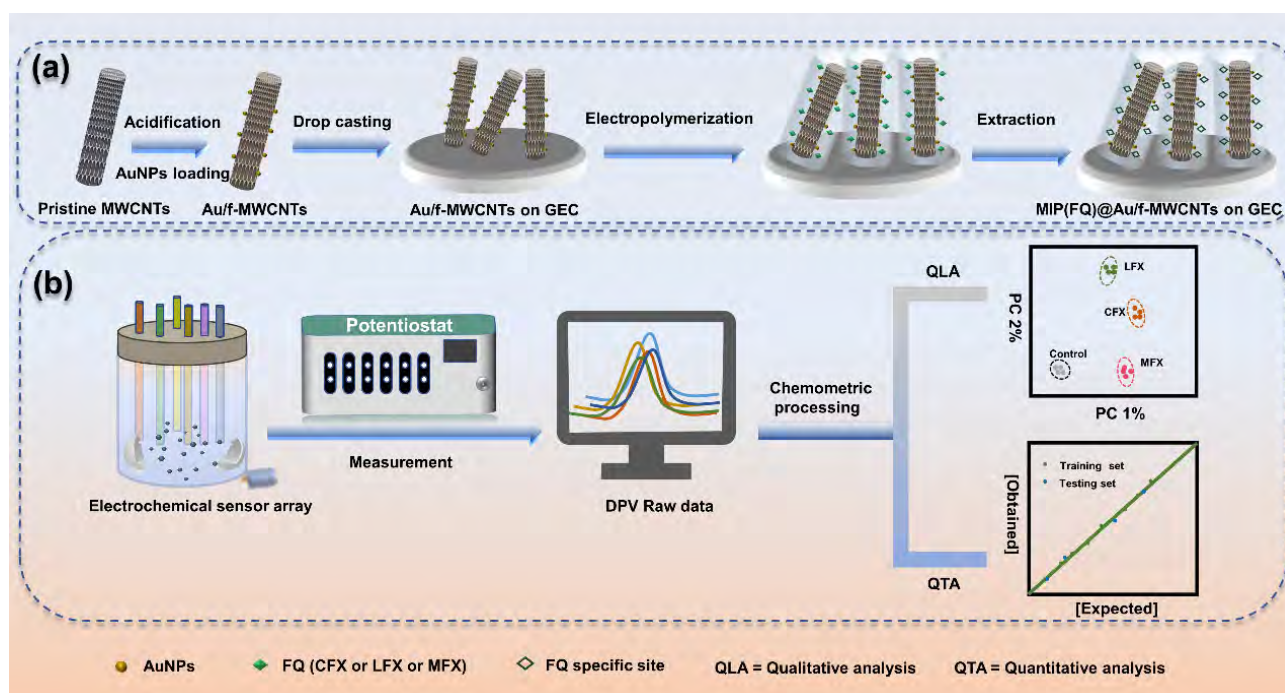 (a)
Acidification
AuNPs loading
Drop casting
Electropolymerization
Extraction
Pristine MWCNTs
Au/f-MWCNTs
Au/f-MWCNTs on GEC
MIP(FQ)@Au/f-MWCNTs on GEC
(b)
Potentiostat
Measurement
Electrochemical sensor array
DPV Raw data
Chemometric
processing
QLA
PC 2%
LFX
CFX
Control
MFX
PC 1%
QTA
[Obtained]
Training set
Testing set
[Expected]
AuNPs
FQ (CFX or LFX or MFX)
FQ specific site
QLA = Qualitative analysis
QTA = Quantitative analysis